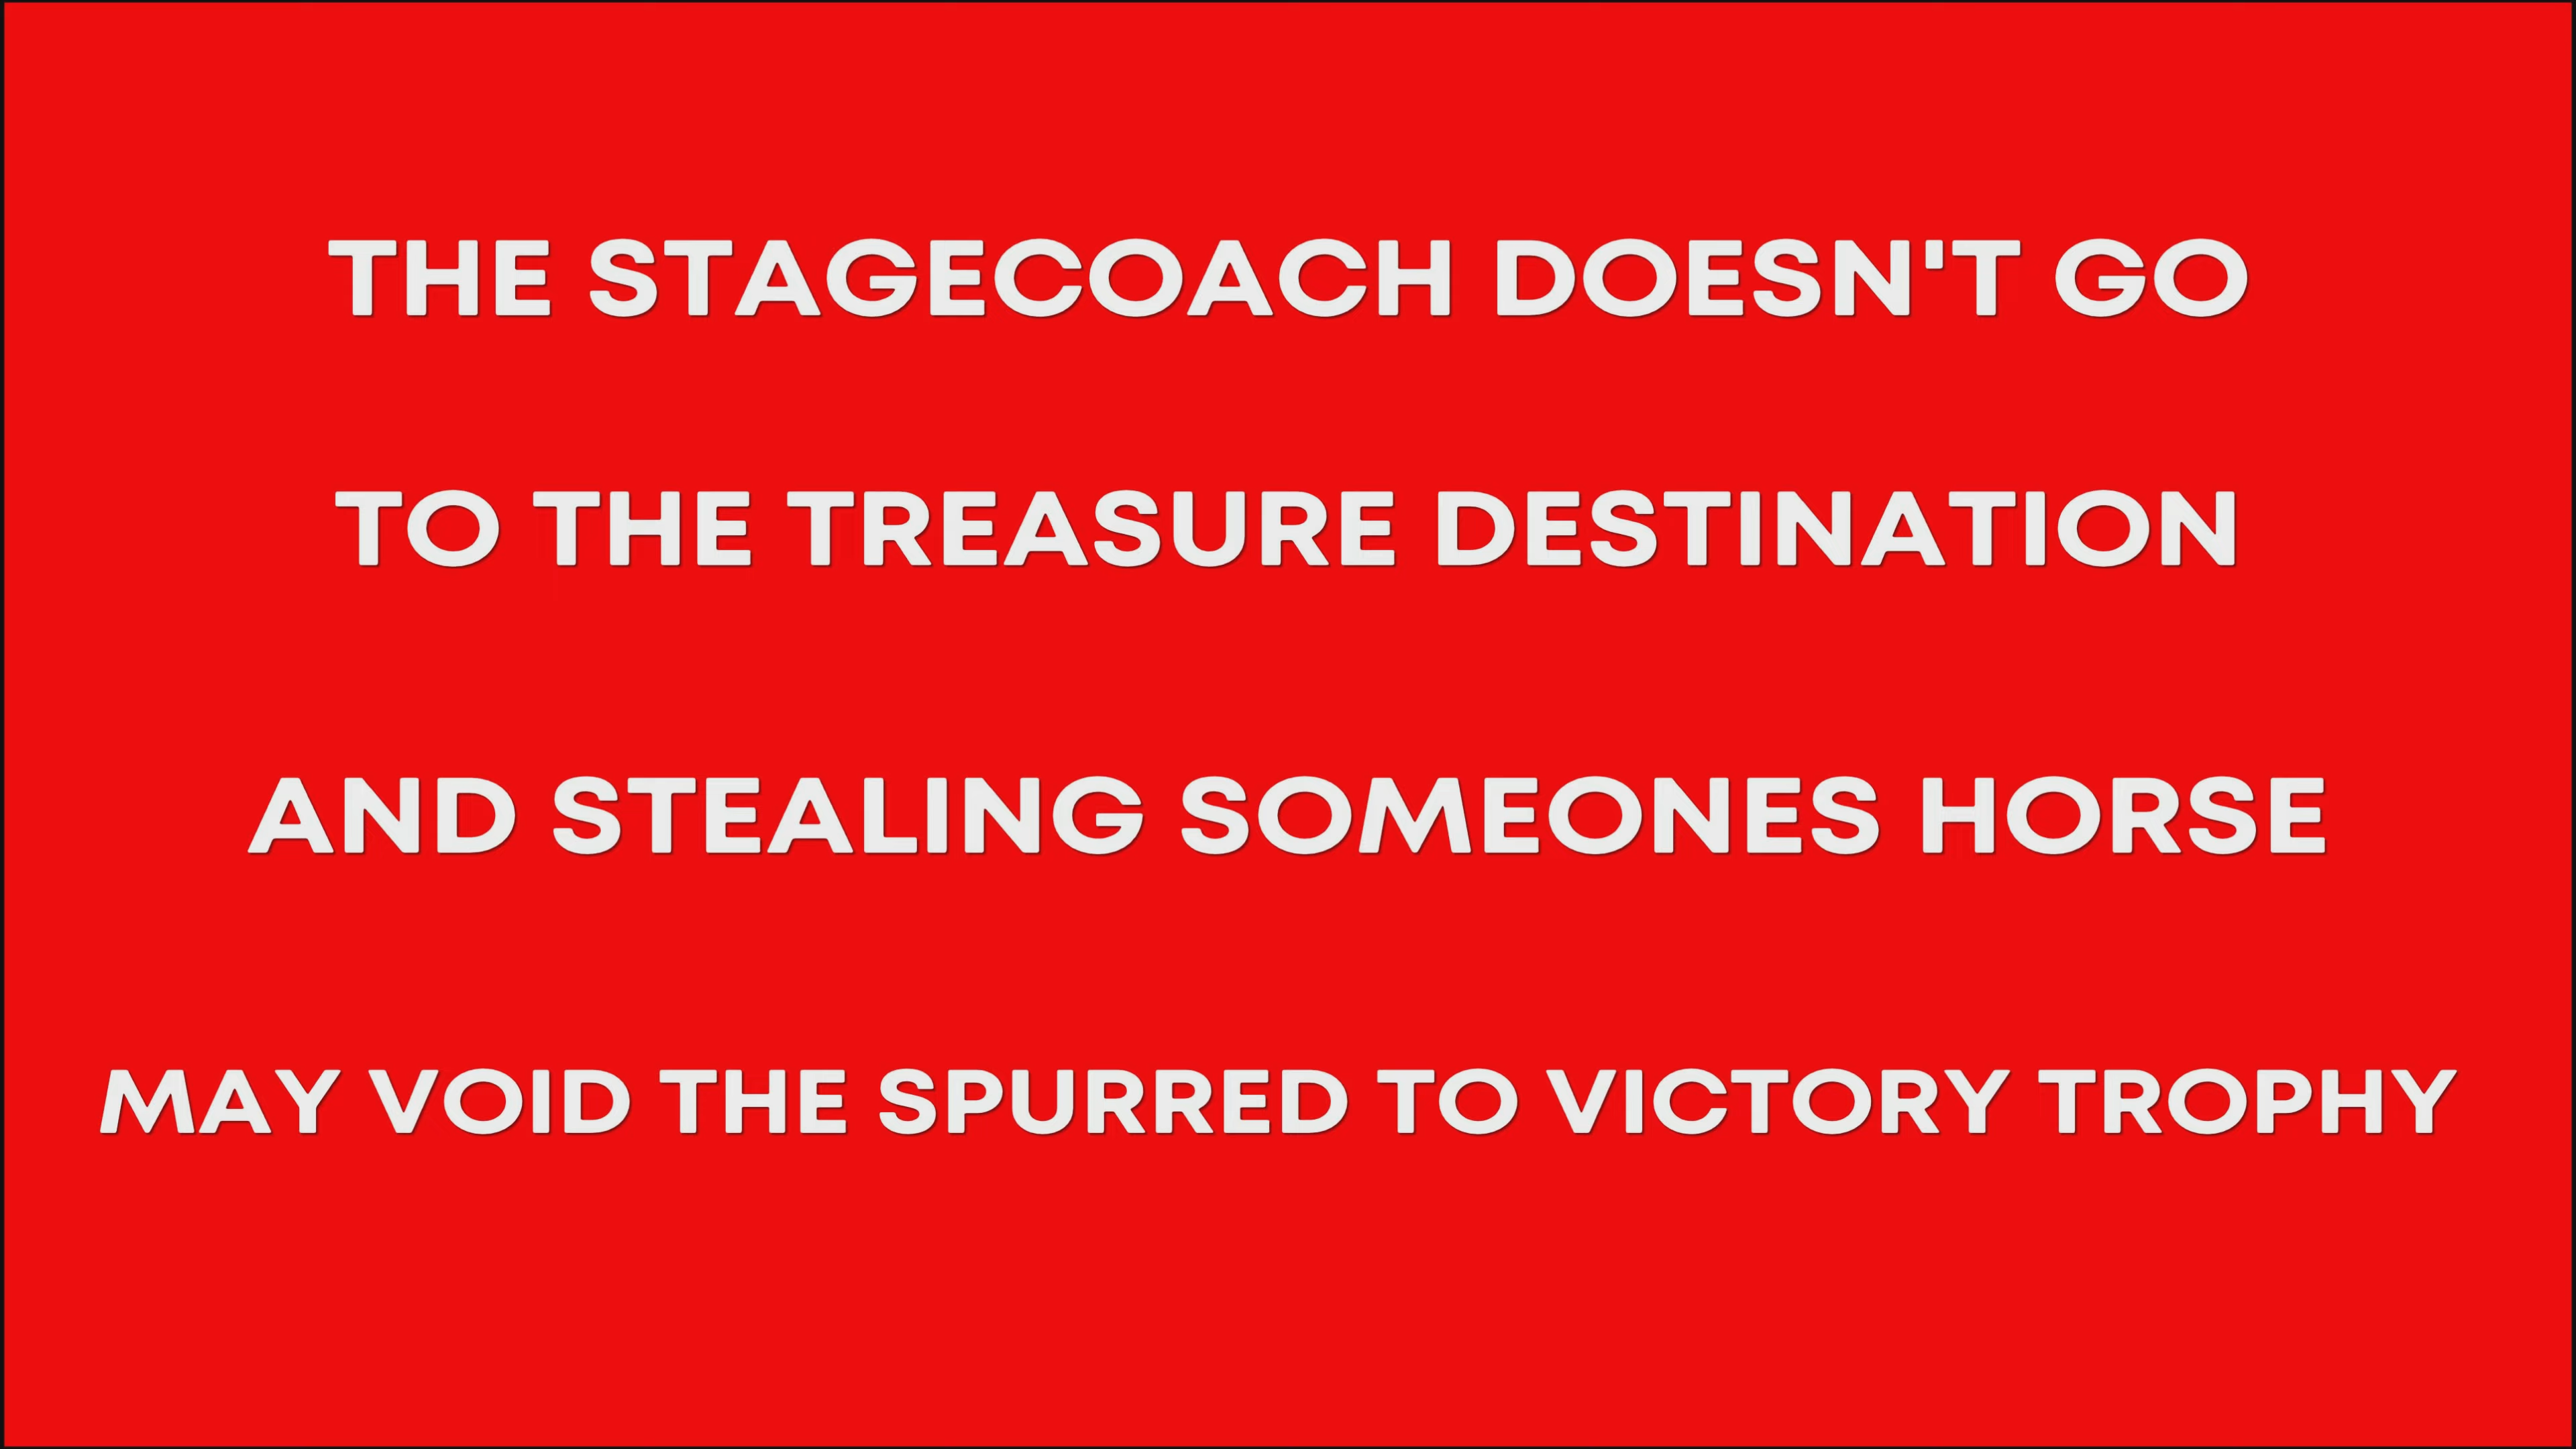 THE STAGECOACH DOESN'T GO
TO THE TREASURE DESTINATION
AND STEALING SOMEONES HORSE
MAY VOID THE SPURRED TO VICTORY TROPHY